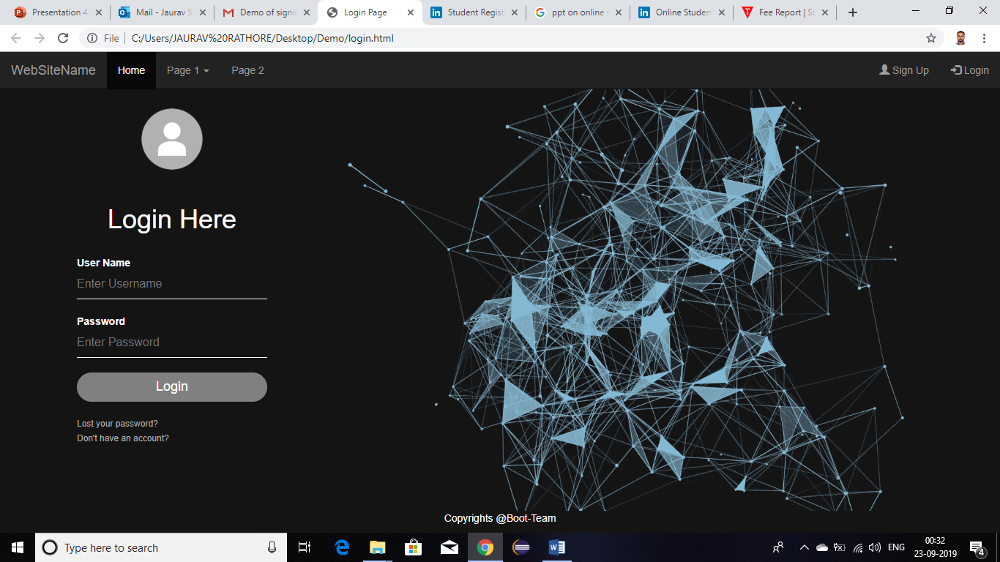 Presentation 4.
Mail - Jaurav S
Demo of signi
Login Page
Student Regist
ppt on online s
Online Student
Fee Report | St
File
C:/Users/JAURAV%20RATHORE/Desktop/Demo/login.html
WebSiteName Home Page 1 Page 2 Sign Up Login
Login Here
User Name
Enter Username
Password
Enter Password
Login
Lost your password?
Don't have an account?
Copyrights @Boot-Team
Type here to search
ENG
00:32
23-09-2019
4